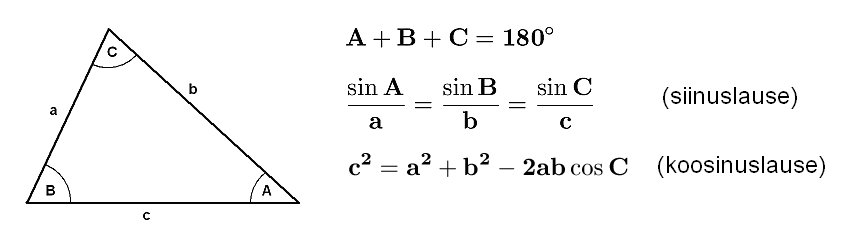 C
b
a
B
A
c
A + B + C = 180°
sin A / a = sin B / b = sin C / c (siinuslause)
c² = a² + b² − 2ab cos C (koosinuslause)